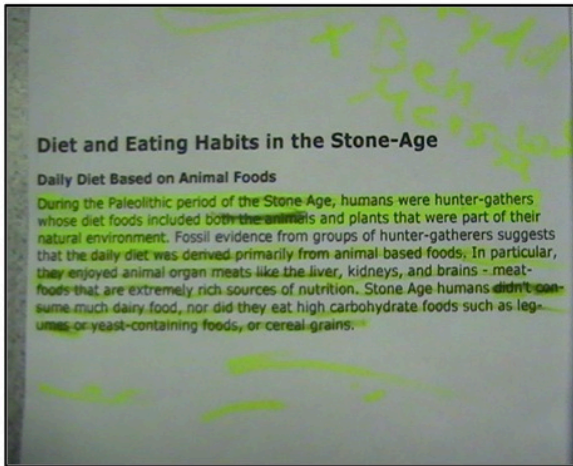 + Ben
Diet and Eating Habits in the Stone-Age
Daily Diet Based on Animal Foods
During the Paleolithic period of the Stone Age, humans were hunter-gathers
whose diet foods included both the animals and plants that were part of their
natural environment. Fossil evidence from groups of hunter-gatherers suggests
that the daily diet was derived primarily from animal based foods. In particular,
they enjoyed animal organ meats like the liver, kidneys, and brains - meat-
foods that are extremely rich sources of nutrition. Stone Age humans didn't con-
sume much dairy food, nor did they eat high carbohydrate foods such as leg-
umes or yeast-containing foods, or cereal grains.